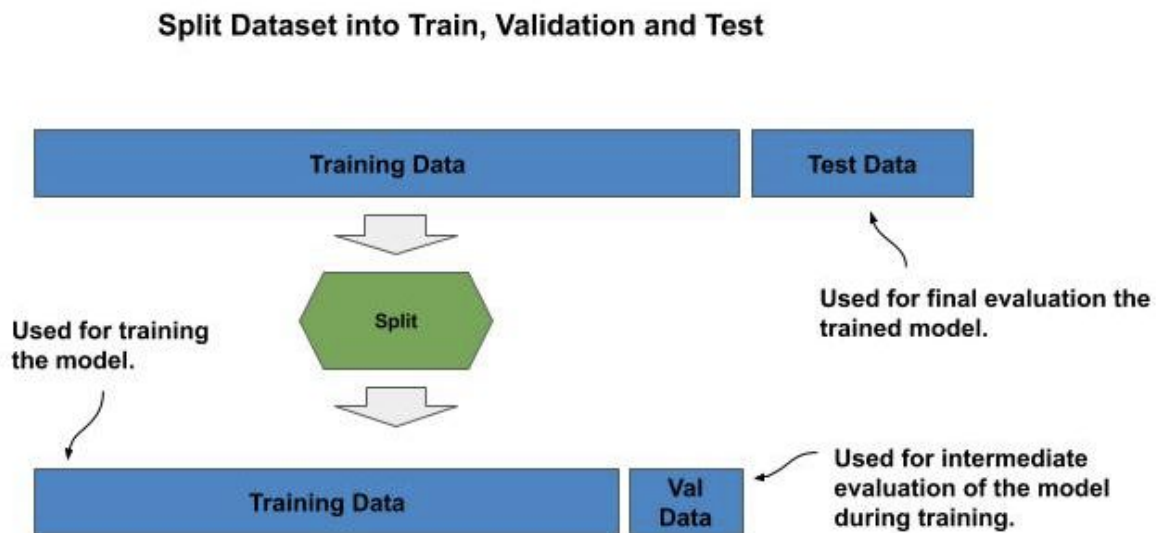 Split Dataset into Train, Validation and Test
Training Data
Test Data
Used for final evaluation the
trained model.
Split
Used for training
the model.
Training Data
Val
Data
Used for intermediate
evaluation of the model
during training.